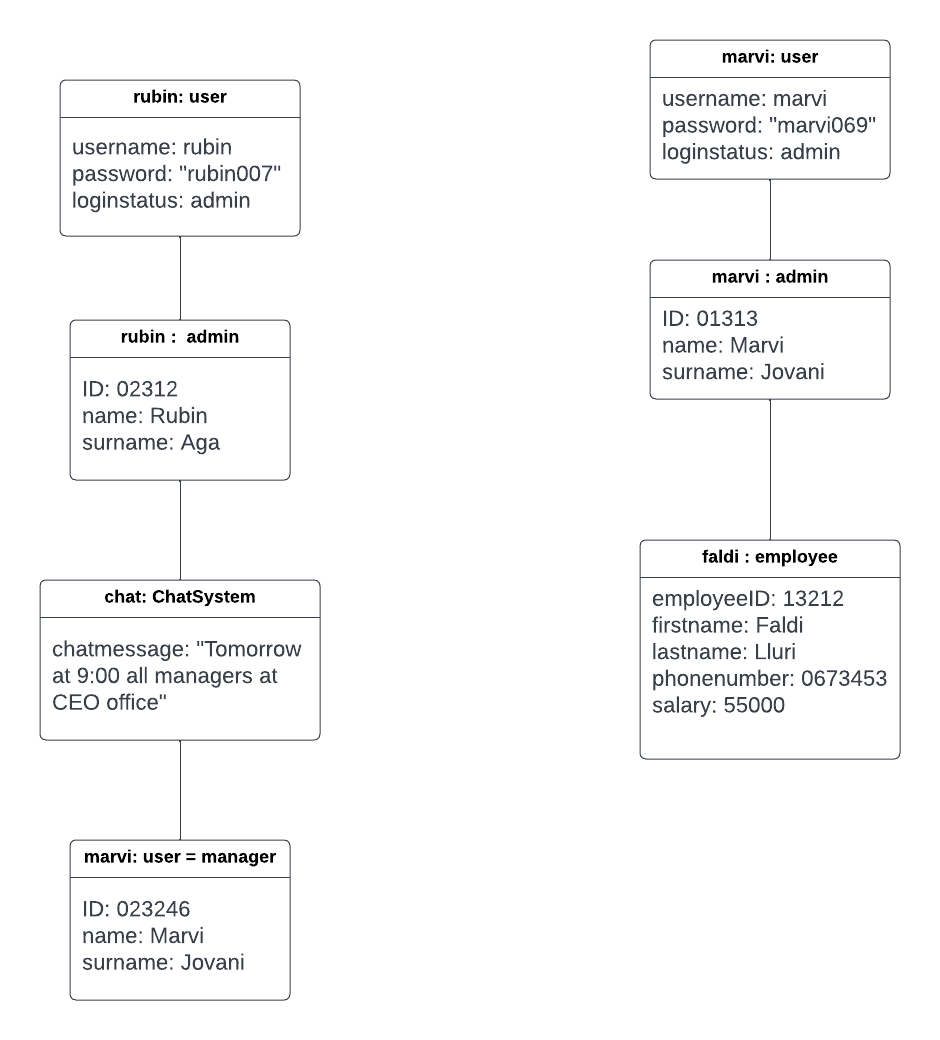 rubin: user
username: rubin
password: "rubin007"
loginstatus: admin
rubin :  admin
ID: 02312
name: Rubin
surname: Aga
chat: ChatSystem
chatmessage: "Tomorrow
at 9:00 all managers at
CEO office"
marvi: user = manager
ID: 023246
name: Marvi
surname: Jovani
marvi: user
username: marvi
password: "marvi069"
loginstatus: admin
marvi : admin
ID: 01313
name: Marvi
surname: Jovani
faldi : employee
employeeID: 13212
firstname: Faldi
lastname: Lluri
phonenumber: 0673453
salary: 55000